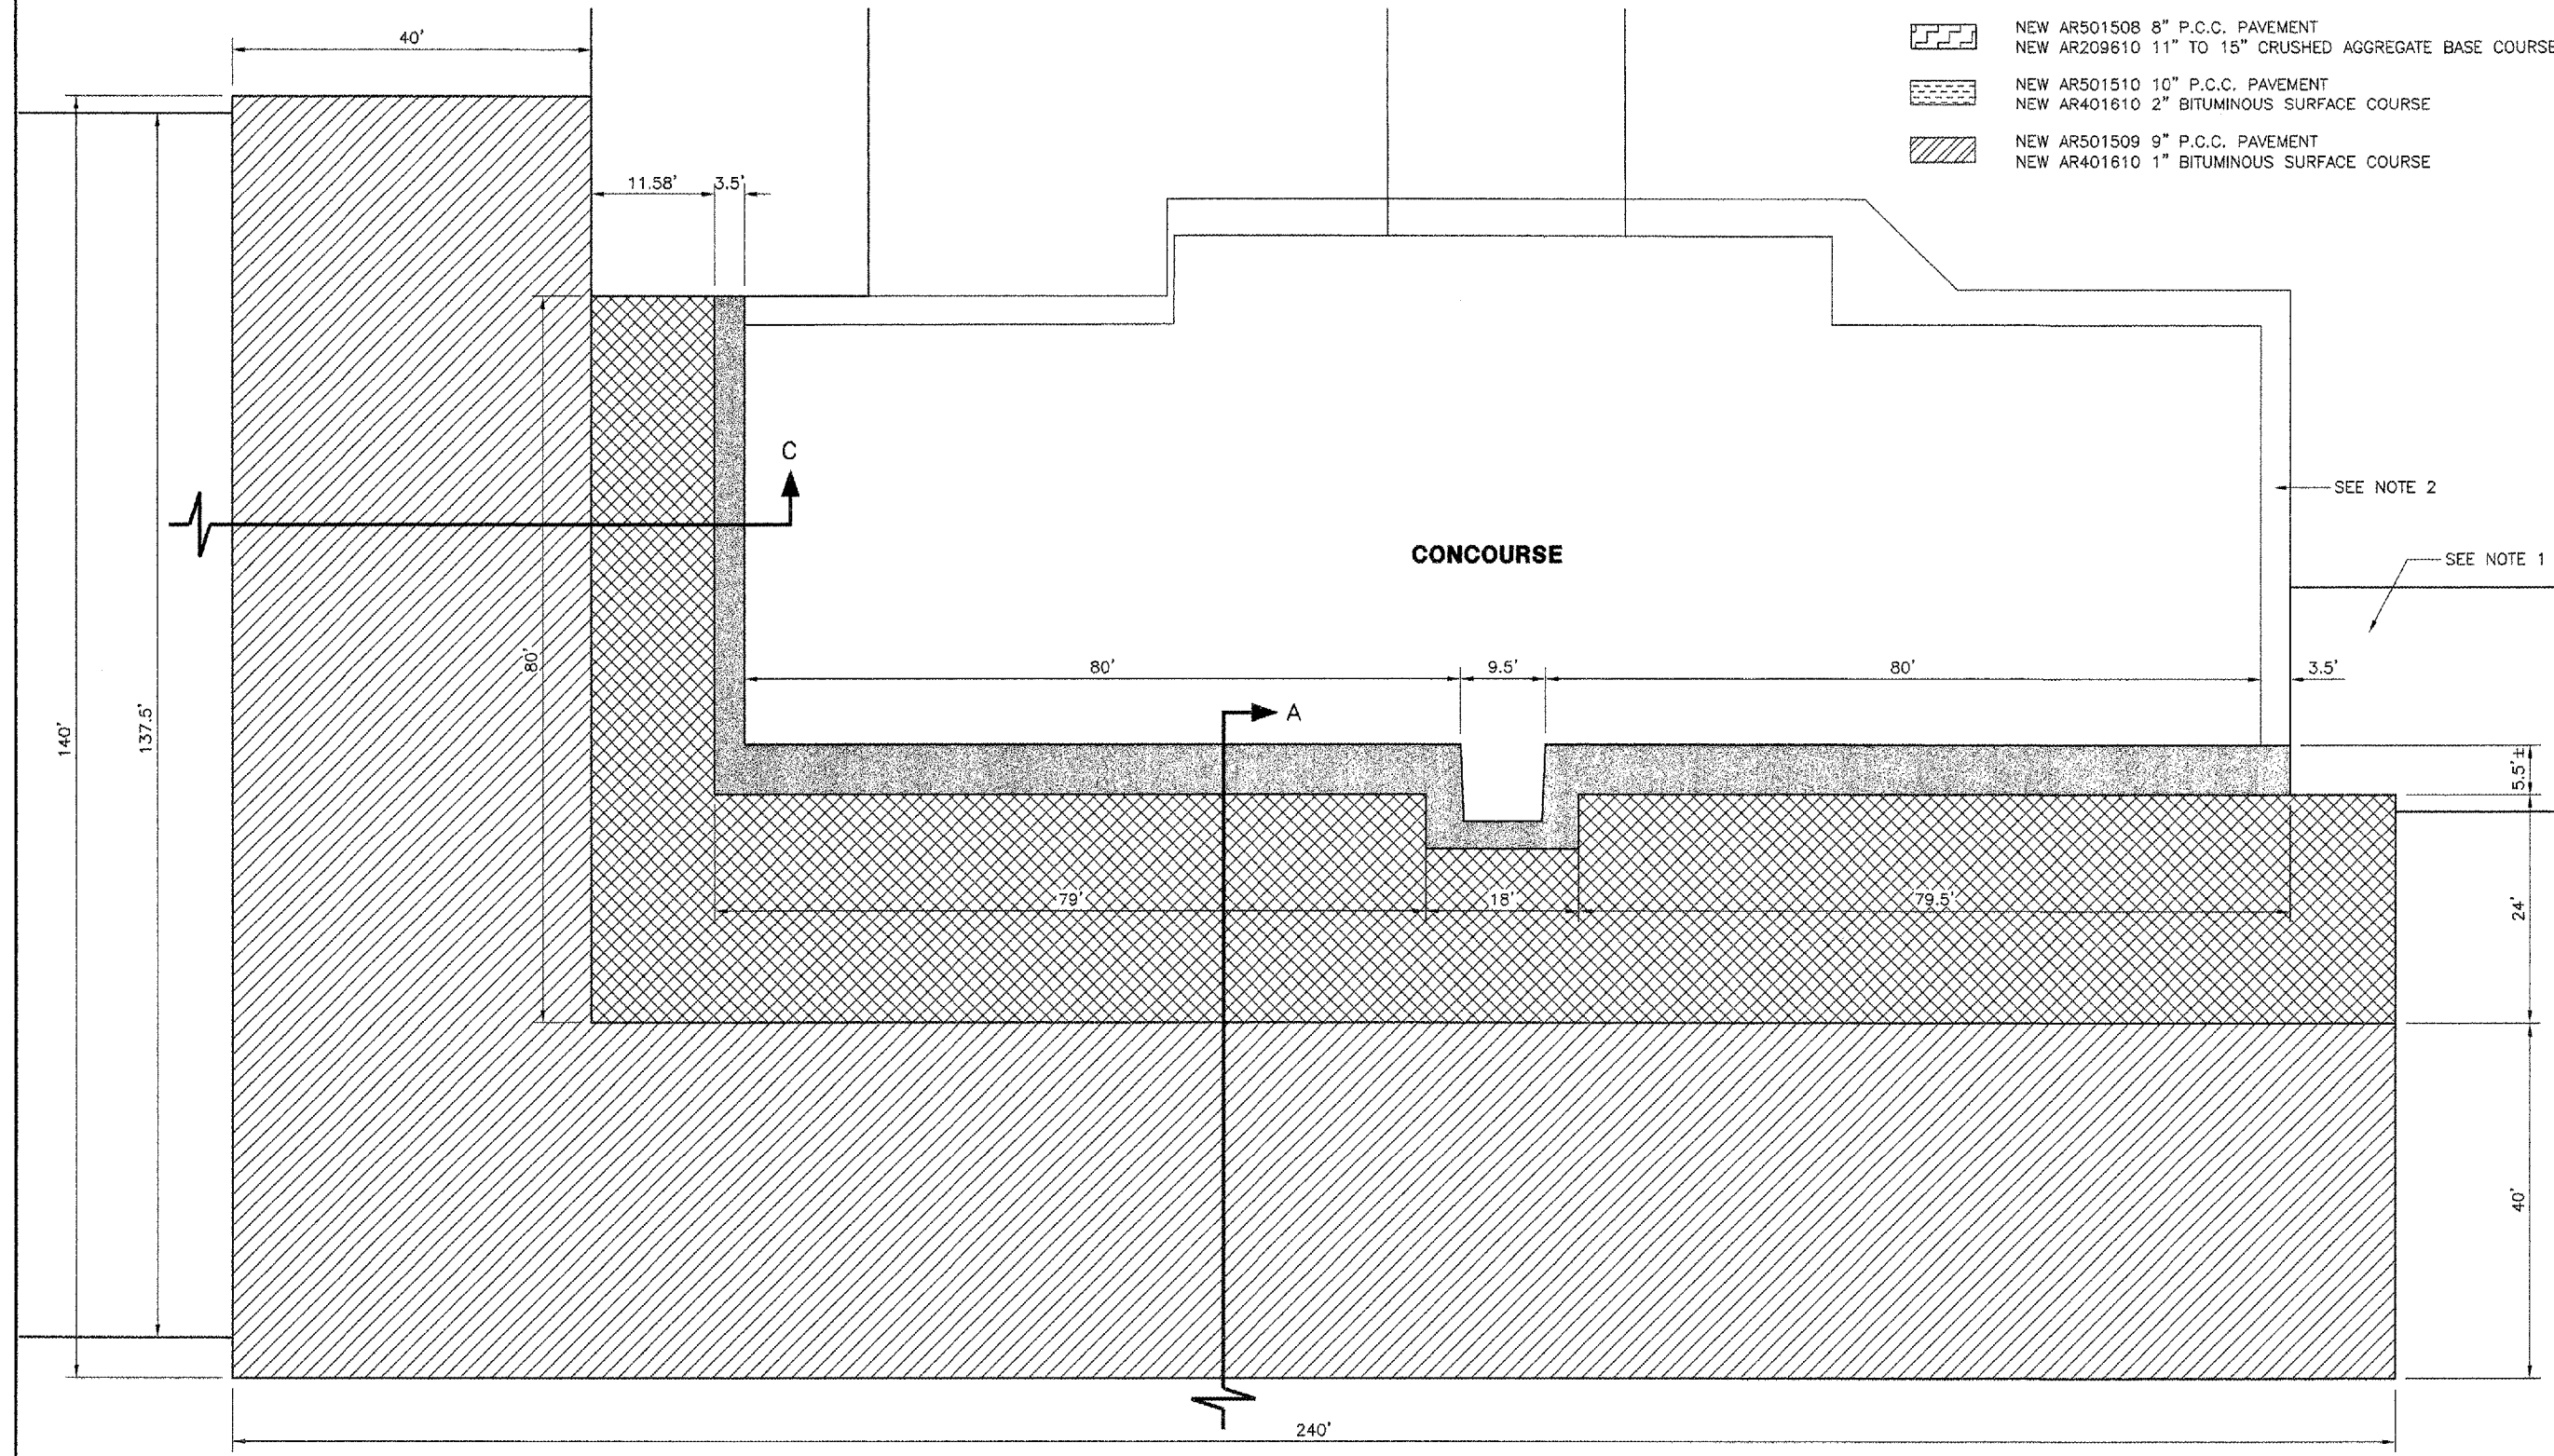 NEW AR501508 8" P.C.C. PAVEMENT
NEW AR209610 11" TO 15" CRUSHED AGGREGATE BASE COURSE
NEW AR501510 10" P.C.C. PAVEMENT
NEW AR401610 2" BITUMINOUS SURFACE COURSE
NEW AR501509 9" P.C.C. PAVEMENT
NEW AR401610 1" BITUMINOUS SURFACE COURSE
40'
11.58'
3.5'
C
SEE NOTE 2
CONCOURSE
SEE NOTE 1
80'
80'
9.5'
80'
3.5'
140'
137.5'
A
5.5'±
79'
18'
79.5'
24'
40'
240'